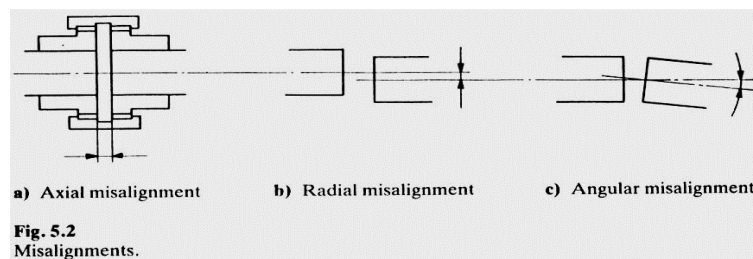 a) Axial misalignment
b) Radial misalignment
c) Angular misalignment
Fig. 5.2
Misalignments.